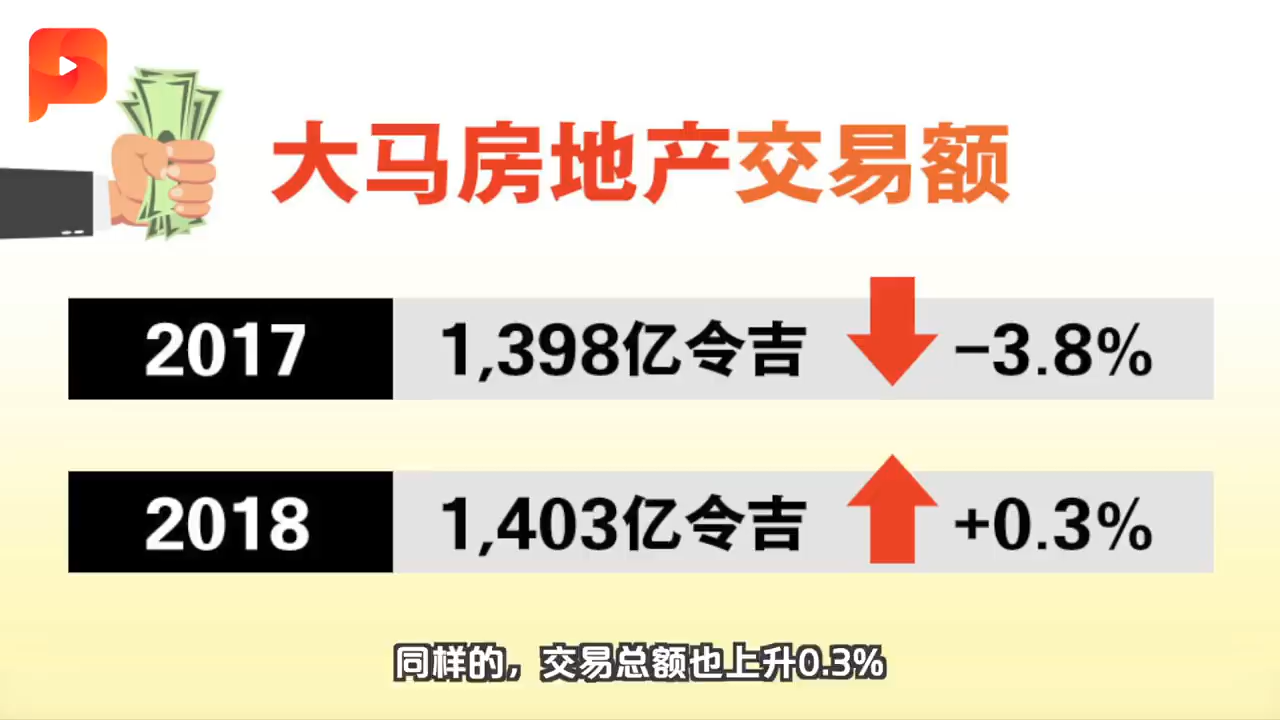 大马房地产交易额
2017 1,398亿令吉 -3.8%
2018 1,403亿令吉 +0.3%
同样的，交易总额也上升0.3%